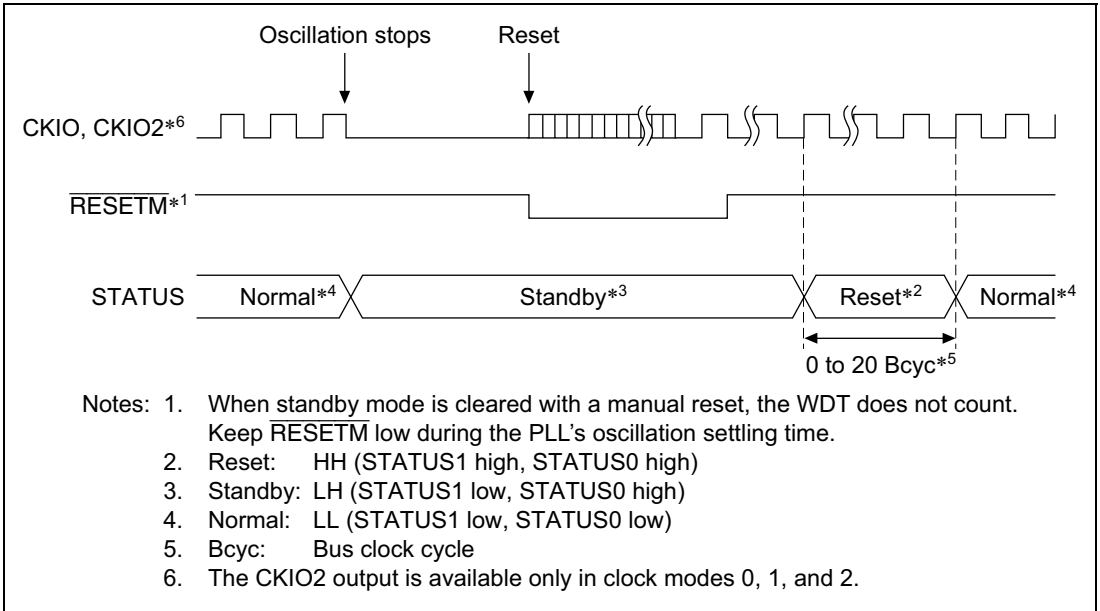 Oscillation stops Reset
CKIO, CKIO2*6
RESETM*1
STATUS Normal*4 Standby*3 Reset*2 Normal*4
0 to 20 Bcyc*5
Notes: 1. When standby mode is cleared with a manual reset, the WDT does not count.
Keep RESETM low during the PLL's oscillation settling time.
2. Reset: HH (STATUS1 high, STATUS0 high)
3. Standby: LH (STATUS1 low, STATUS0 high)
4. Normal: LL (STATUS1 low, STATUS0 low)
5. Bcyc: Bus clock cycle
6. The CKIO2 output is available only in clock modes 0, 1, and 2.